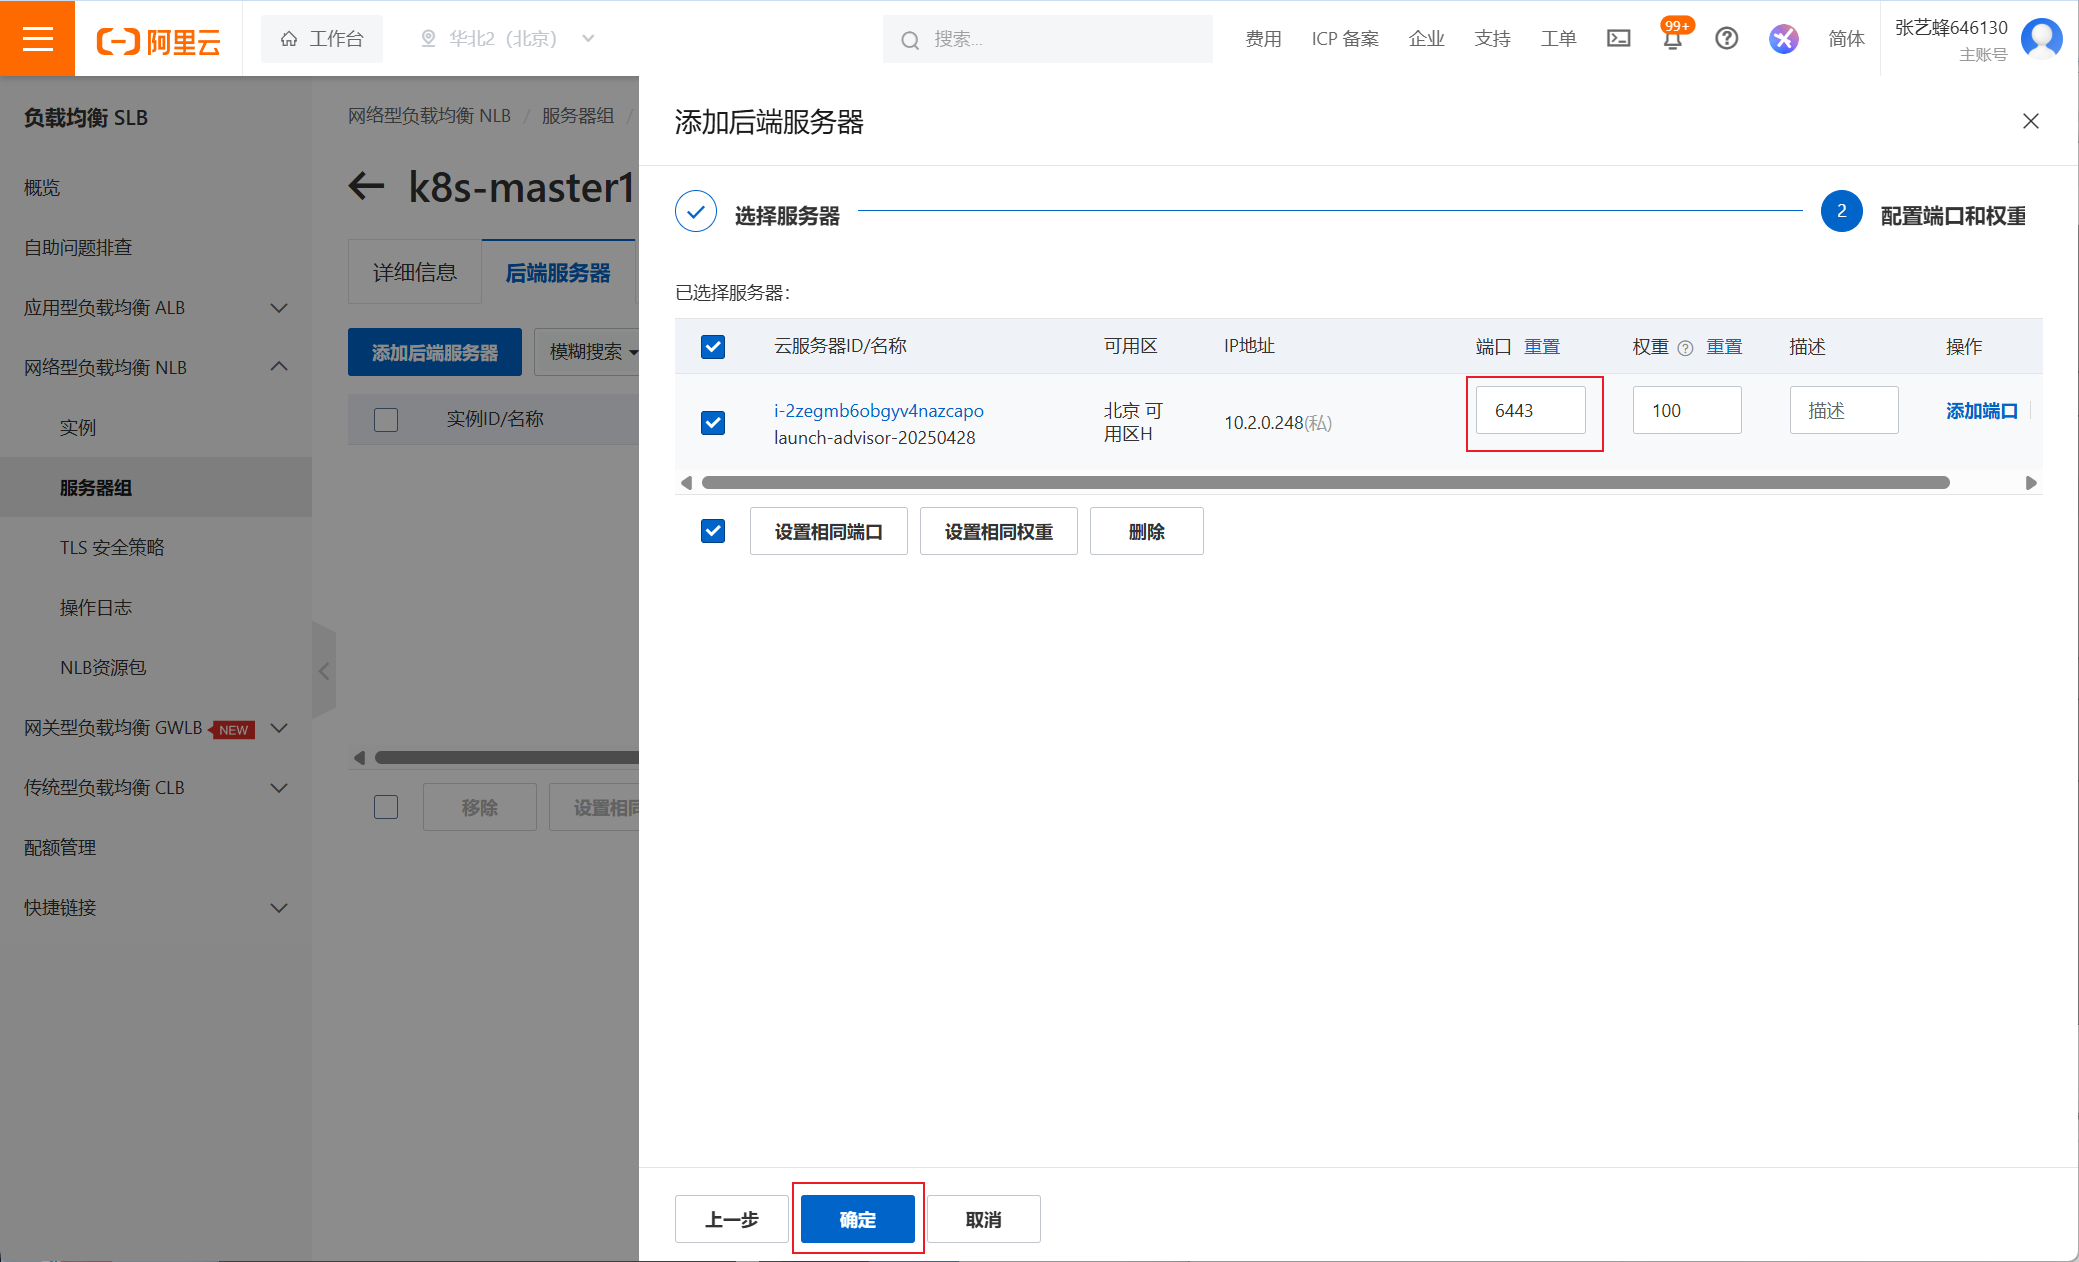 阿里云
工作台
华北2（北京）
搜索...
费用
ICP 备案
企业
支持
工单
99+
简体
张艺蜂646130
主账号
负载均衡 SLB
概览
自助问题排查
应用型负载均衡 ALB
网络型负载均衡 NLB
实例
服务器组
TLS 安全策略
操作日志
NLB资源包
网关型负载均衡 GWLB NEW
传统型负载均衡 CLB
配额管理
快捷链接
网络型负载均衡 NLB / 服务器组 /
k8s-master1
详细信息
后端服务器
添加后端服务器
模糊搜索
实例ID/名称
移除
设置相同
添加后端服务器
选择服务器
2 配置端口和权重
已选择服务器：
云服务器ID/名称 可用区 IP地址 端口 重置 权重 重置 描述 操作
i-2zegmb6obgyv4nazcapo
launch-advisor-20250428
北京 可
用区H
10.2.0.248(私)
6443
100
描述
添加端口
设置相同端口
设置相同权重
删除
上一步
确定
取消